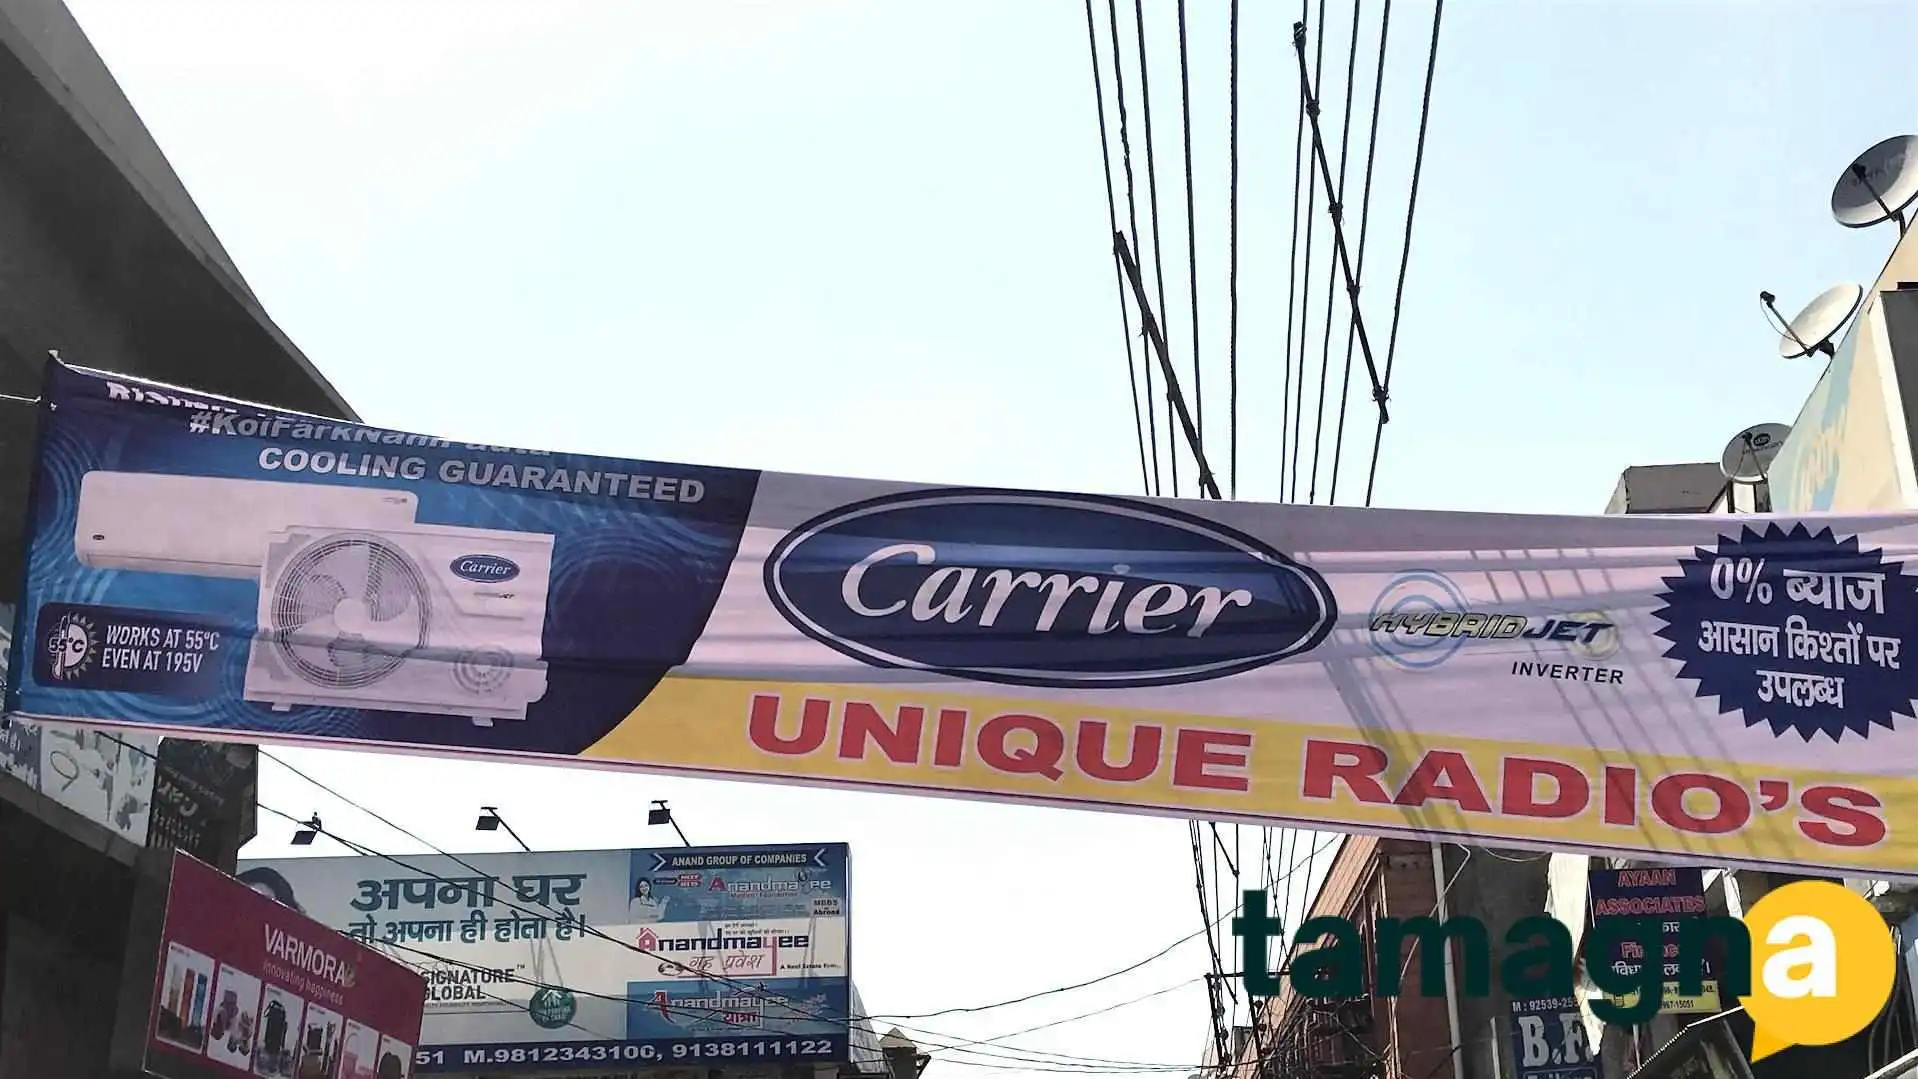 COOLING GUARANTEED
Carrier
WORKS AT 55°C
EVEN AT 195V
55°C
Carrier
HYBRIDJET
INVERTER
0% ब्याज
आसान किश्तों पर
उपलब्ध
UNIQUE RADIO'S
ANAND GROUP OF COMPANIES
अपना घर
तो अपना ही होता है।
Anandmayee
MBBS
Abroad
Anandmayee
गृह प्रवेश
SIGNATURE
GLOBAL
Anandmayee
यात्रा
51 M.9812343100, 9138111122
VARMORA
Innovating happiness
AYAAN
ASSOCIATES
B.F.
tamagna